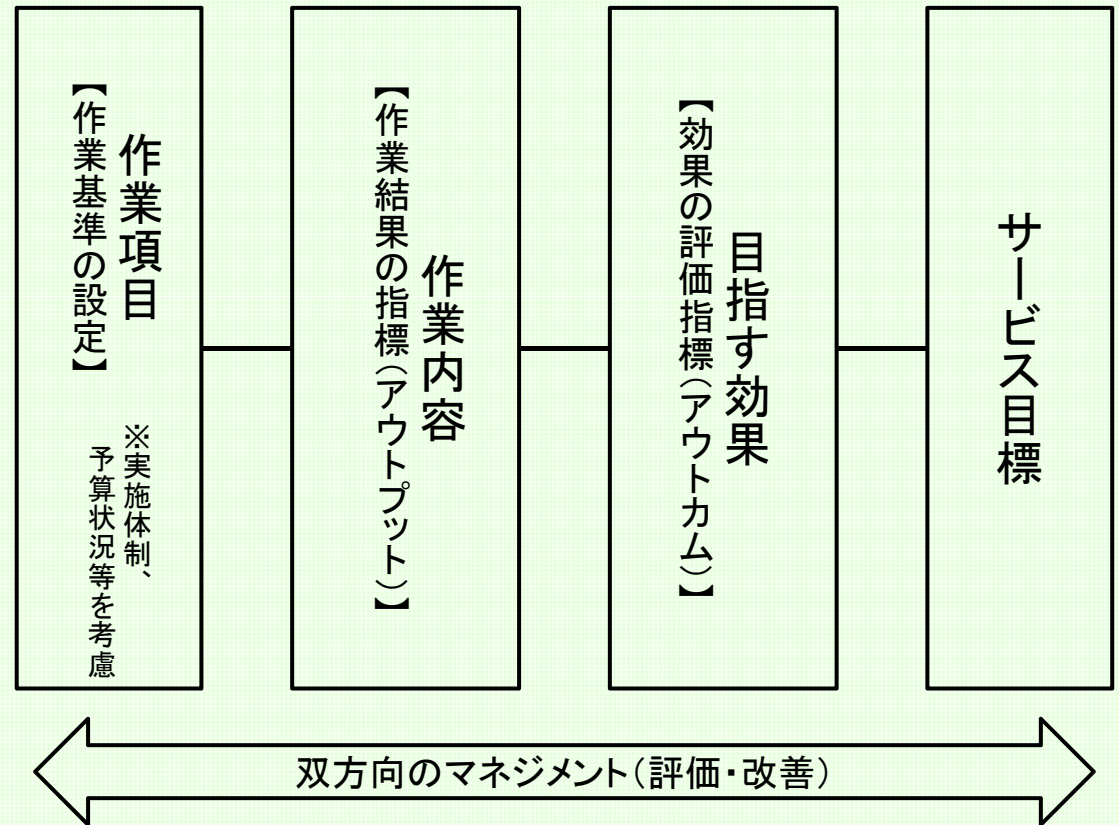 作業項目
【作業基準の設定】
※実施体制、
予算状況等を考慮
作業内容
【作業結果の指標（アウトプット）】
目指す効果
【効果の評価指標（アウトカム）】
サービス目標
双方向のマネジメント（評価・改善）